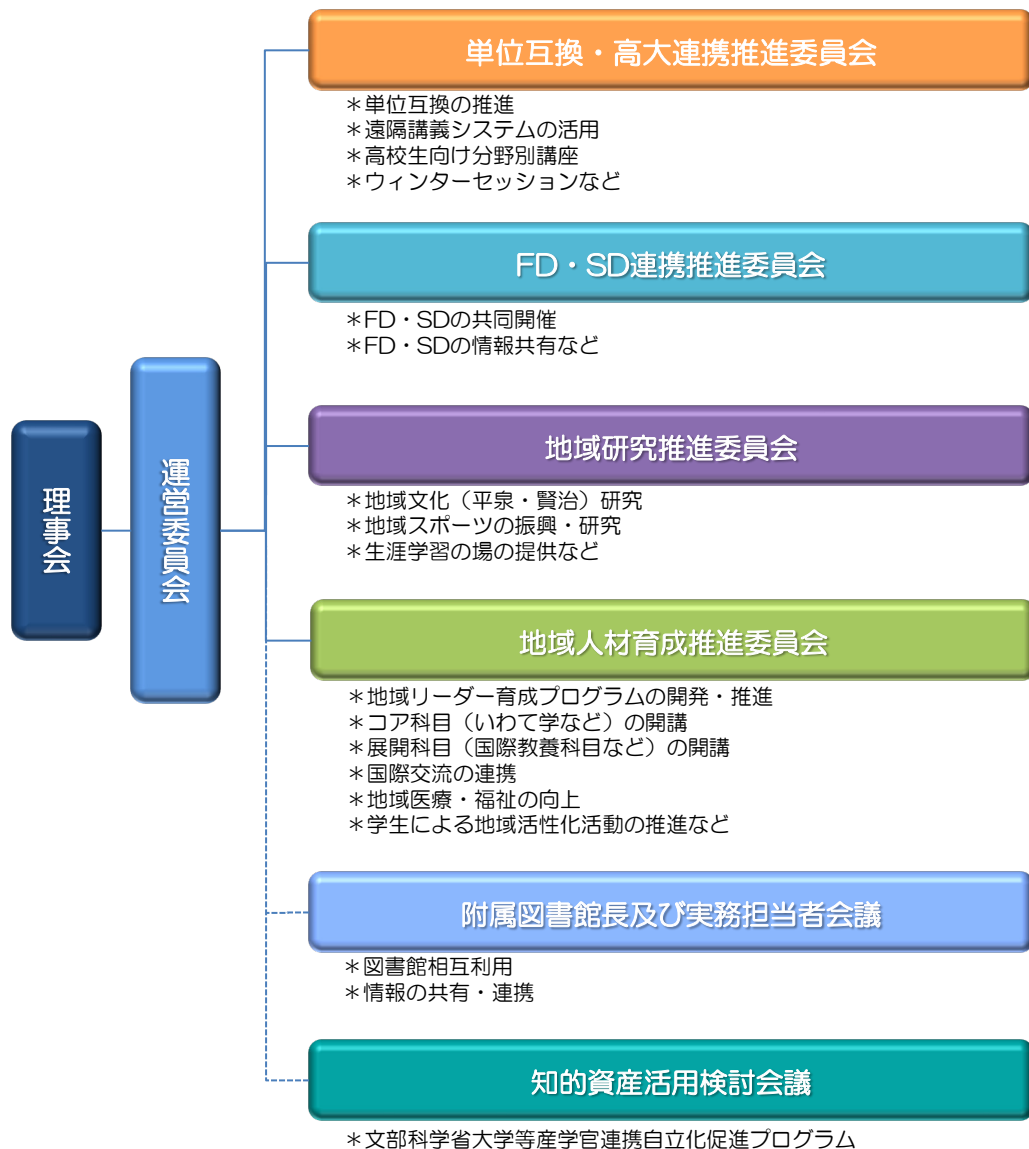 理事会
運営委員会
単位互換・高大連携推進委員会
＊単位互換の推進
＊遠隔講義システムの活用
＊高校生向け分野別講座
＊ウィンターセッションなど
FD・SD連携推進委員会
＊FD・SDの共同開催
＊FD・SDの情報共有など
地域研究推進委員会
＊地域文化（平泉・賢治）研究
＊地域スポーツの振興・研究
＊生涯学習の場の提供など
地域人材育成推進委員会
＊地域リーダー育成プログラムの開発・推進
＊コア科目（いわて学など）の開講
＊展開科目（国際教養科目など）の開講
＊国際交流の連携
＊地域医療・福祉の向上
＊学生による地域活性化活動の推進など
附属図書館長及び実務担当者会議
＊図書館相互利用
＊情報の共有・連携
知的資産活用検討会議
＊文部科学省大学等産学官連携自立化促進プログラム